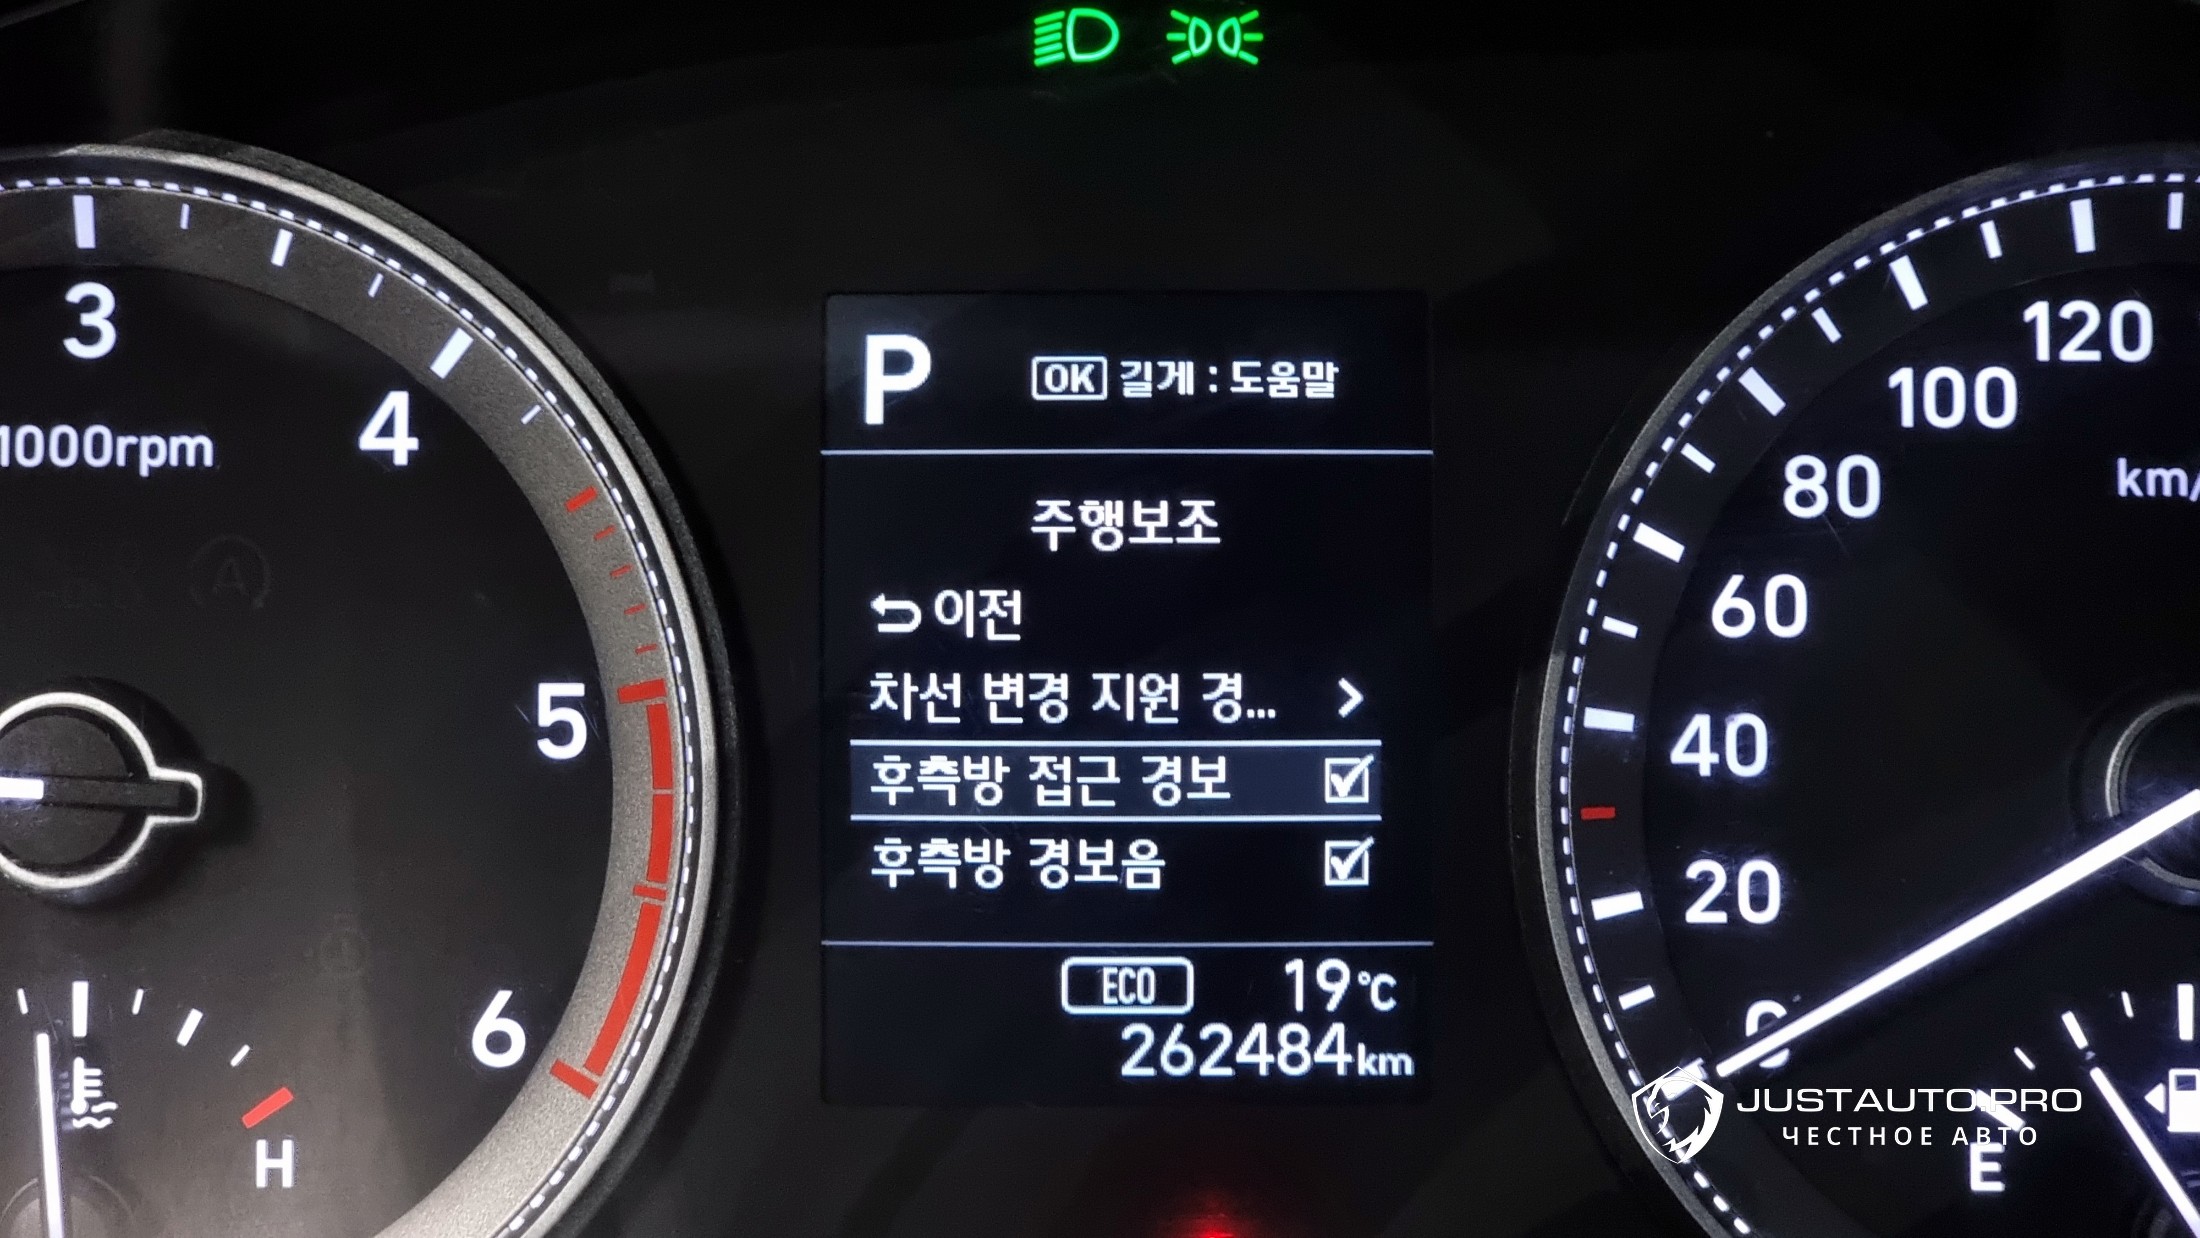 3
4
1000rpm
5
6
H
P
OK 길게 : 도움말
주행보조
이전
차선 변경 지원 경...
후측방 접근 경보
후측방 경보음
ECO 19°C
262484km
120
100
80
km/
60
40
20
0
E
JUSTAUTO.PRO
ЧЕСТНОЕ АВТО